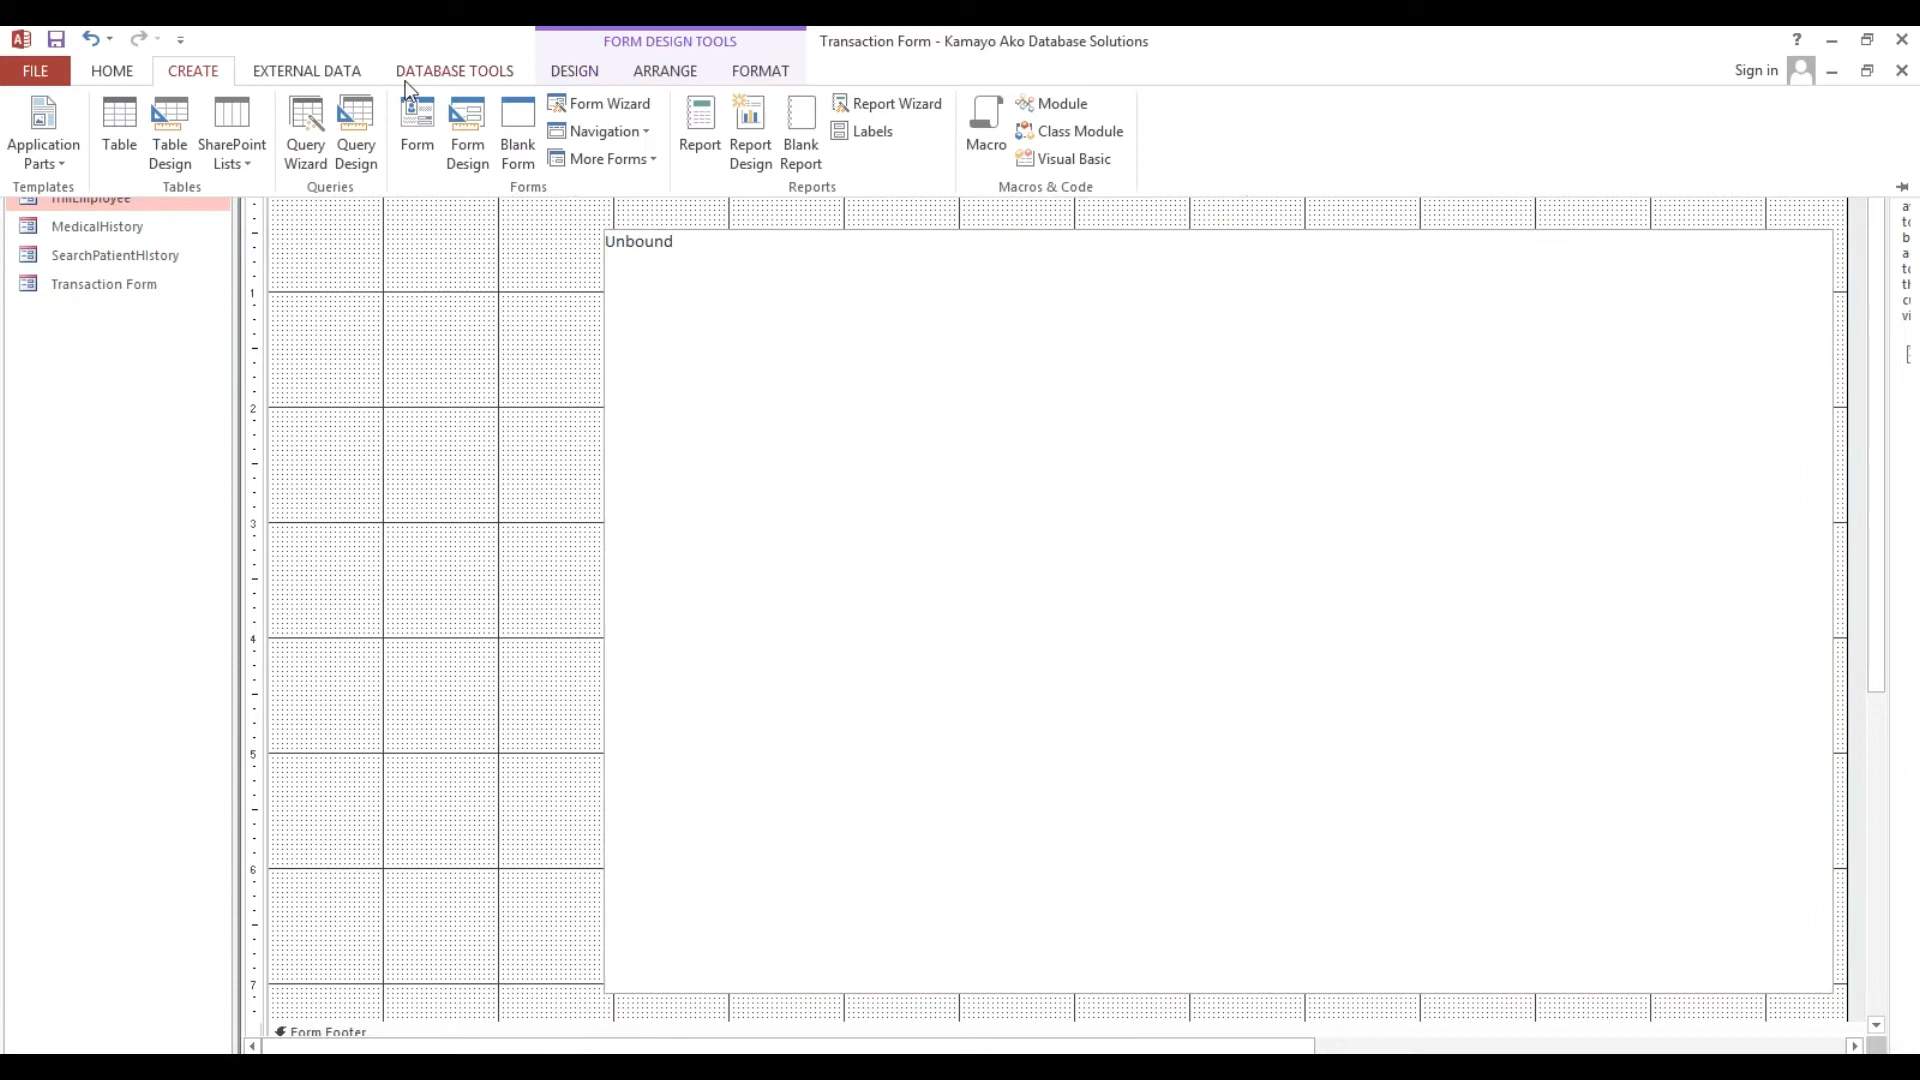 FORM DESIGN TOOLS
Transaction Form - Kamayo Ako Database Solutions
?
FILE
HOME
CREATE
EXTERNAL DATA
DATABASE TOOLS
DESIGN
ARRANGE
FORMAT
Sign in
Application
Parts
Table
Table
Design
SharePoint
Lists
Query
Wizard
Query
Design
Form
Form
Design
Blank
Form
Form Wizard
Navigation
More Forms
Report
Report
Design
Blank
Report
Report Wizard
Labels
Macro
Module
Class Module
Visual Basic
Templates
Tables
Queries
Forms
Reports
Macros & Code
MedicalHistory
SearchPatientHIstory
Transaction Form
Unbound
1
2
3
4
5
6
7
Form Footer